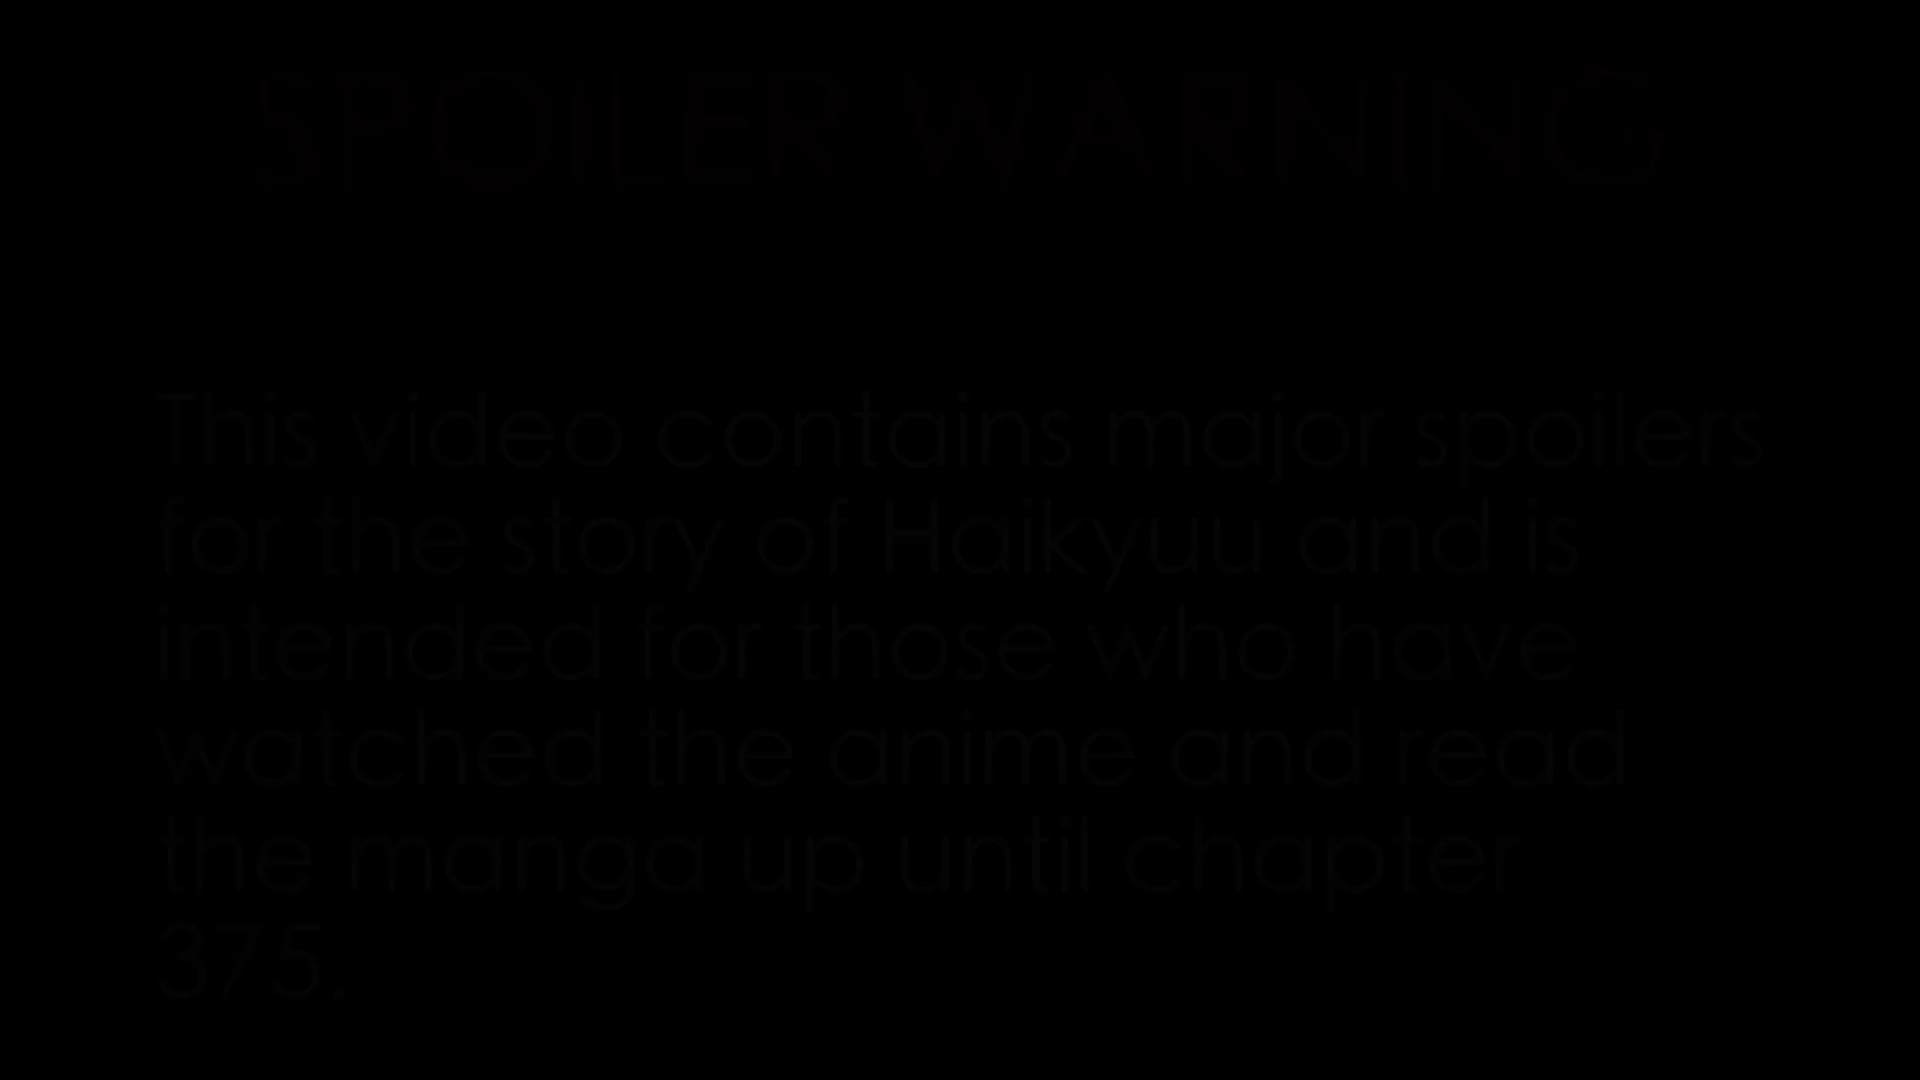 SPOILER WARNING
This video contains major spoilers
for the story of Haikyuu and is
intended for those who have
watched the anime and read
the manga up until chapter
375.